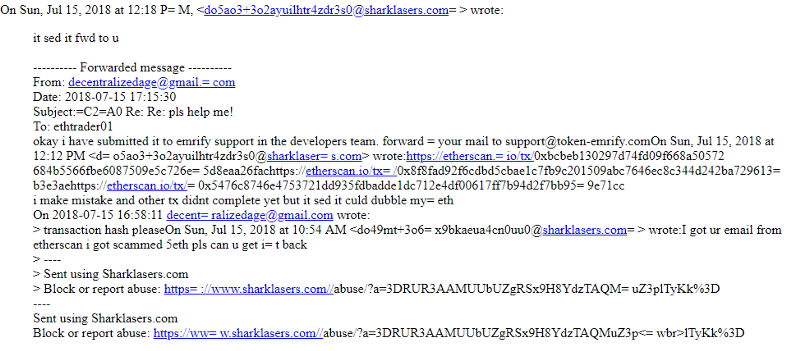 On Sun, Jul 15, 2018 at 12:18 P= M, <do5ao3+3o2ayuilhtr4zdr3s0@sharklasers.com= > wrote:
it sed it fwd to u
---------- Forwarded message ----------
From: decentralizedage@gmail.= com
Date: 2018-07-15 17:15:30
Subject:=C2=A0 Re: Re: pls help me!
To: ethtrader01
okay i have submitted it to emrify support in the developers team. forward = your mail to support@token-emrify.comOn Sun, Jul 15, 2018 at
12:12 PM <d= o5ao3+3o2ayuilhtr4zdr3s0@sharklaser= s.com> wrote:https://etherscan.= io/tx/0xbcbeb130297d74fd09f668a50572
684b5566fbe6087509e5c726e= 5d8eaa26fachttps://etherscan.io/tx= /0x8f8fad92f6cdbd5cbae1c7fb9c201509abc7646ec8c344d242ba729613=
b3e3aehttps://etherscan.io/tx/= 0x5476c8746e4753721dd935fdbadde1dc712e4df00617ff7b94d2f7bb95= 9e71cc
i make mistake and other tx didnt complete yet but it sed it culd dubble my= eth
On 2018-07-15 16:58:11 decent= ralizedage@gmail.com wrote:
> transaction hash pleaseOn Sun, Jul 15, 2018 at 10:54 AM <do49mt+3o6= x9bkaeua4cn0uu0@sharklasers.com= > wrote:I got ur email from
etherscan i got scammed 5eth pls can u get i= t back
> ----
> Sent using Sharklasers.com
> Block or report abuse: https= ://www.sharklasers.com//abuse/?a=3DRUR3AAMUUbUZgRSx9H8YdzTAQM= uZ3plTyKk%3D
----
Sent using Sharklasers.com
Block or report abuse: https://ww= w.sharklasers.com//abuse/?a=3DRUR3AAMUUbUZgRSx9H8YdzTAQMuZ3p<= wbr>lTyKk%3D